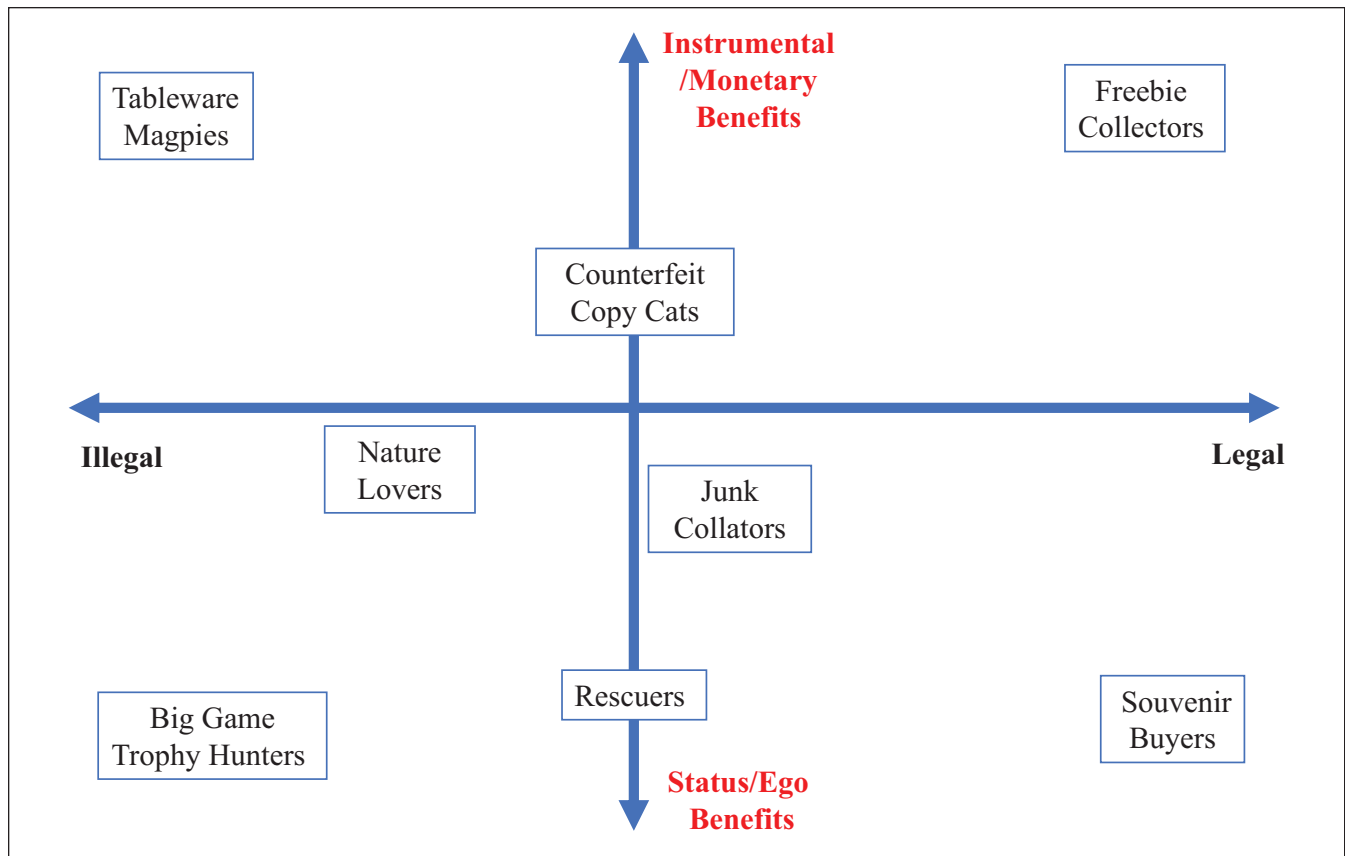 Instrumental
/Monetary
Benefits
Tableware
Magpies
Freebie
Collectors
Counterfeit
Copy Cats
Illegal
Legal
Nature
Lovers
Junk
Collators
Rescuers
Big Game
Trophy Hunters
Souvenir
Buyers
Status/Ego
Benefits